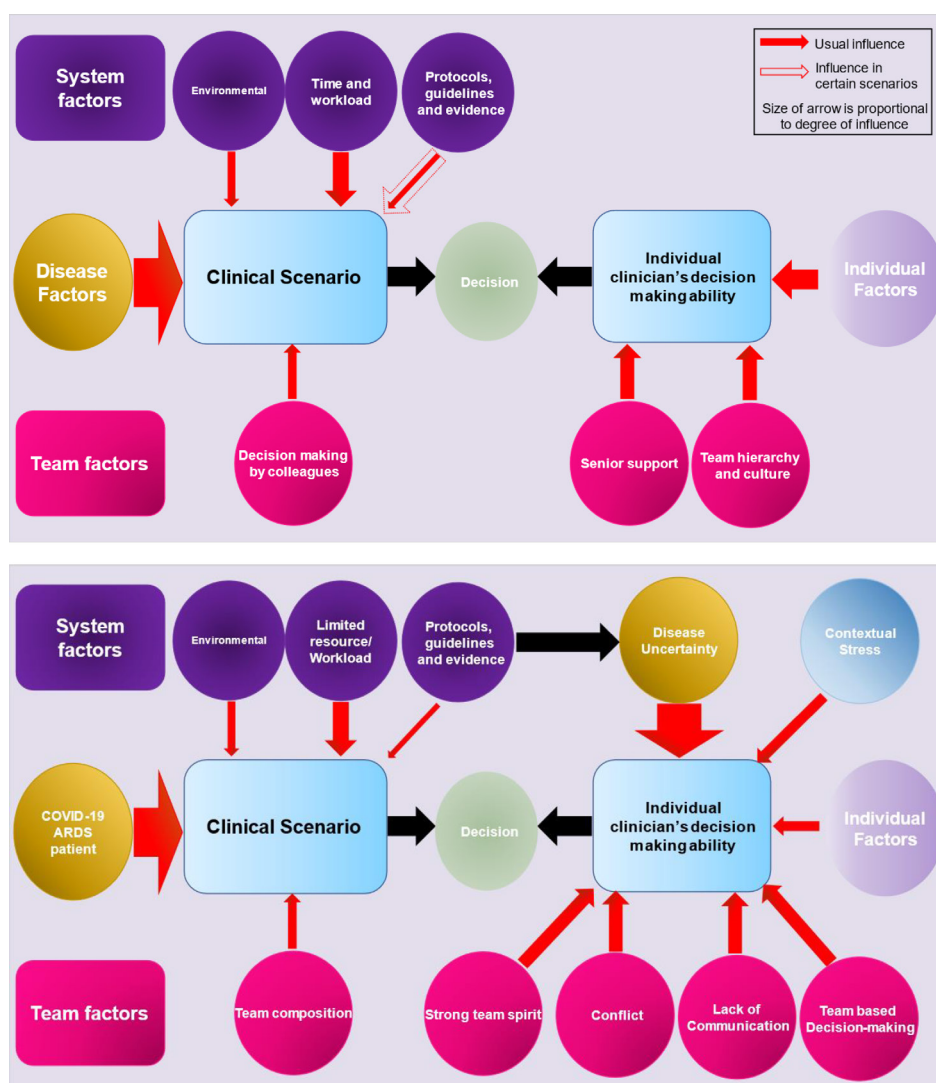 System
factors
Environmental
Time and
workload
Protocols,
guidelines
and evidence
Usual influence
Influence in
certain scenarios
Size of arrow is proportional
to degree of influence
Disease
Factors
Clinical Scenario
Decision
Individual
clinician's decision
making ability
Individual
Factors
Team factors
Decision making
by colleagues
Senior support
Team hierarchy
and culture
System
factors
Environmental
Limited
resource/
Workload
Protocols,
guidelines
and evidence
Disease
Uncertainty
Contextual
Stress
COVID-19
ARDS
patient
Clinical Scenario
Decision
Individual
clinician's decision
making ability
Individual
Factors
Team factors
Team composition
Strong team spirit
Conflict
Lack of
Communication
Team based
Decision-making